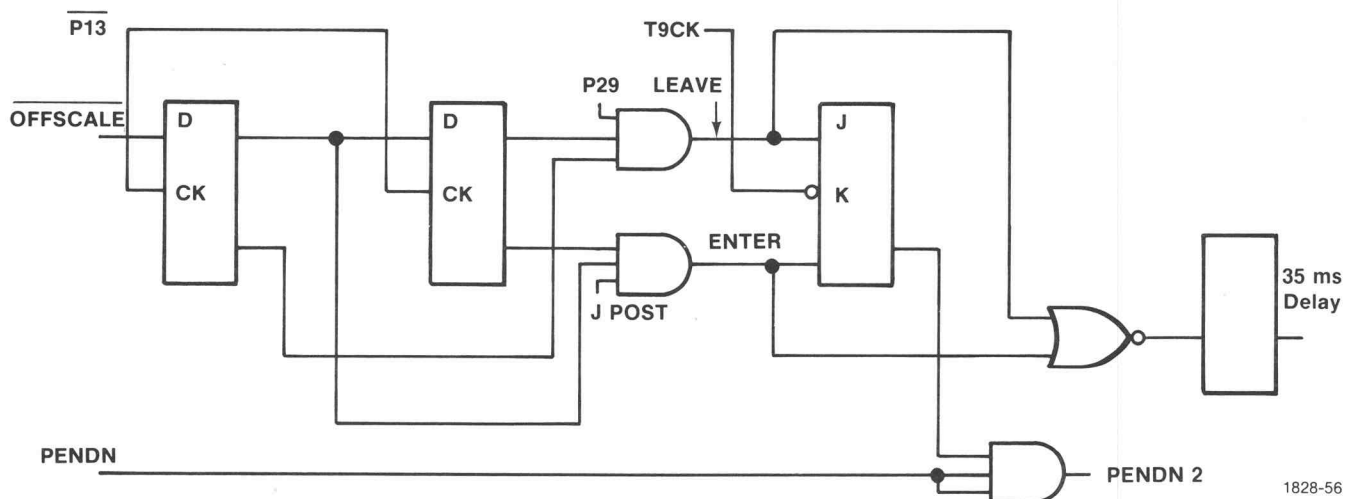 P13
T9CK
P29
LEAVE
OFFSCALE
D
D
J
CK
CK
K
ENTER
J POST
35 ms
Delay
PENDN
PENDN 2
1828-56